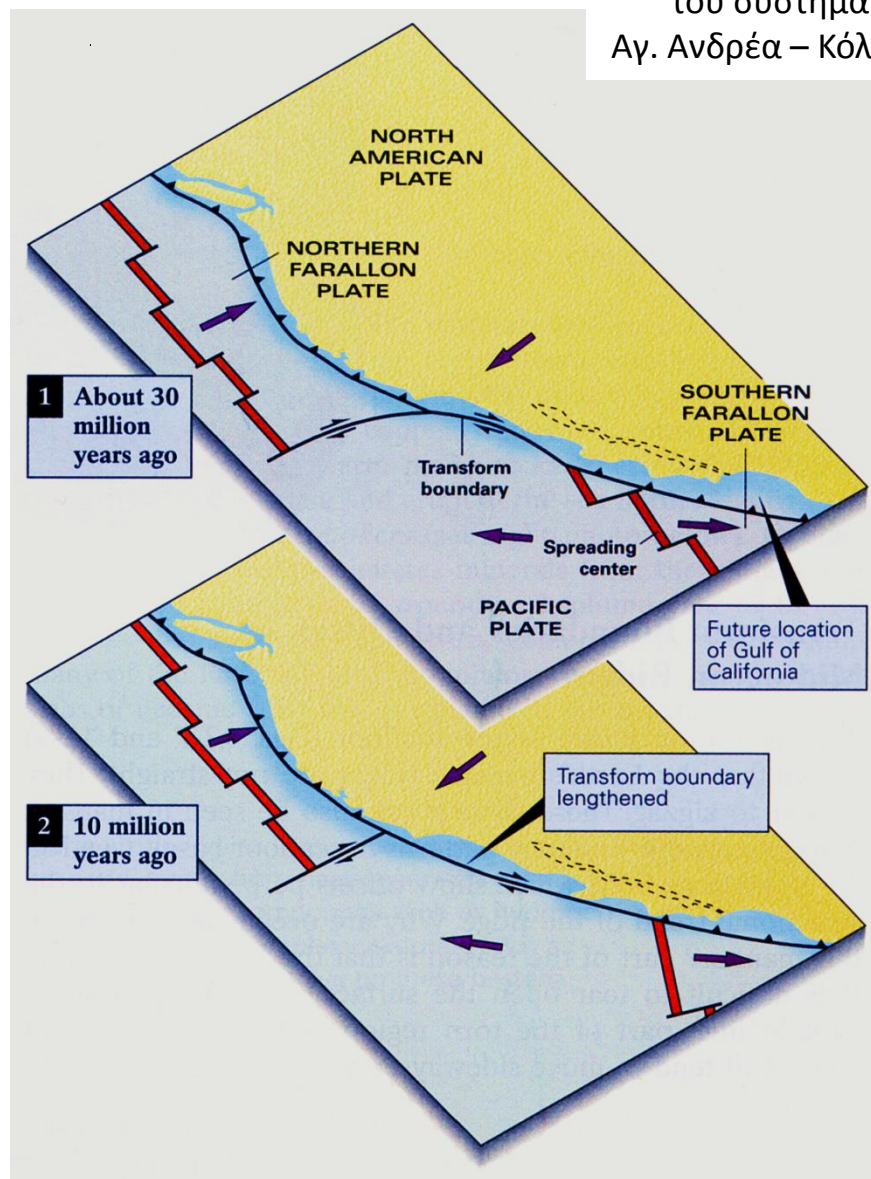 του συστήμα
Αγ. Ανδρέα – Κόλ
NORTH
AMERICAN
PLATE
NORTHERN
FARALLON
PLATE
SOUTHERN
FARALLON
PLATE
1 About 30
million
years ago
Transform
boundary
Spreading
center
PACIFIC
PLATE
Future location
of Gulf of
California
Transform boundary
lengthened
2 10 million
years ago